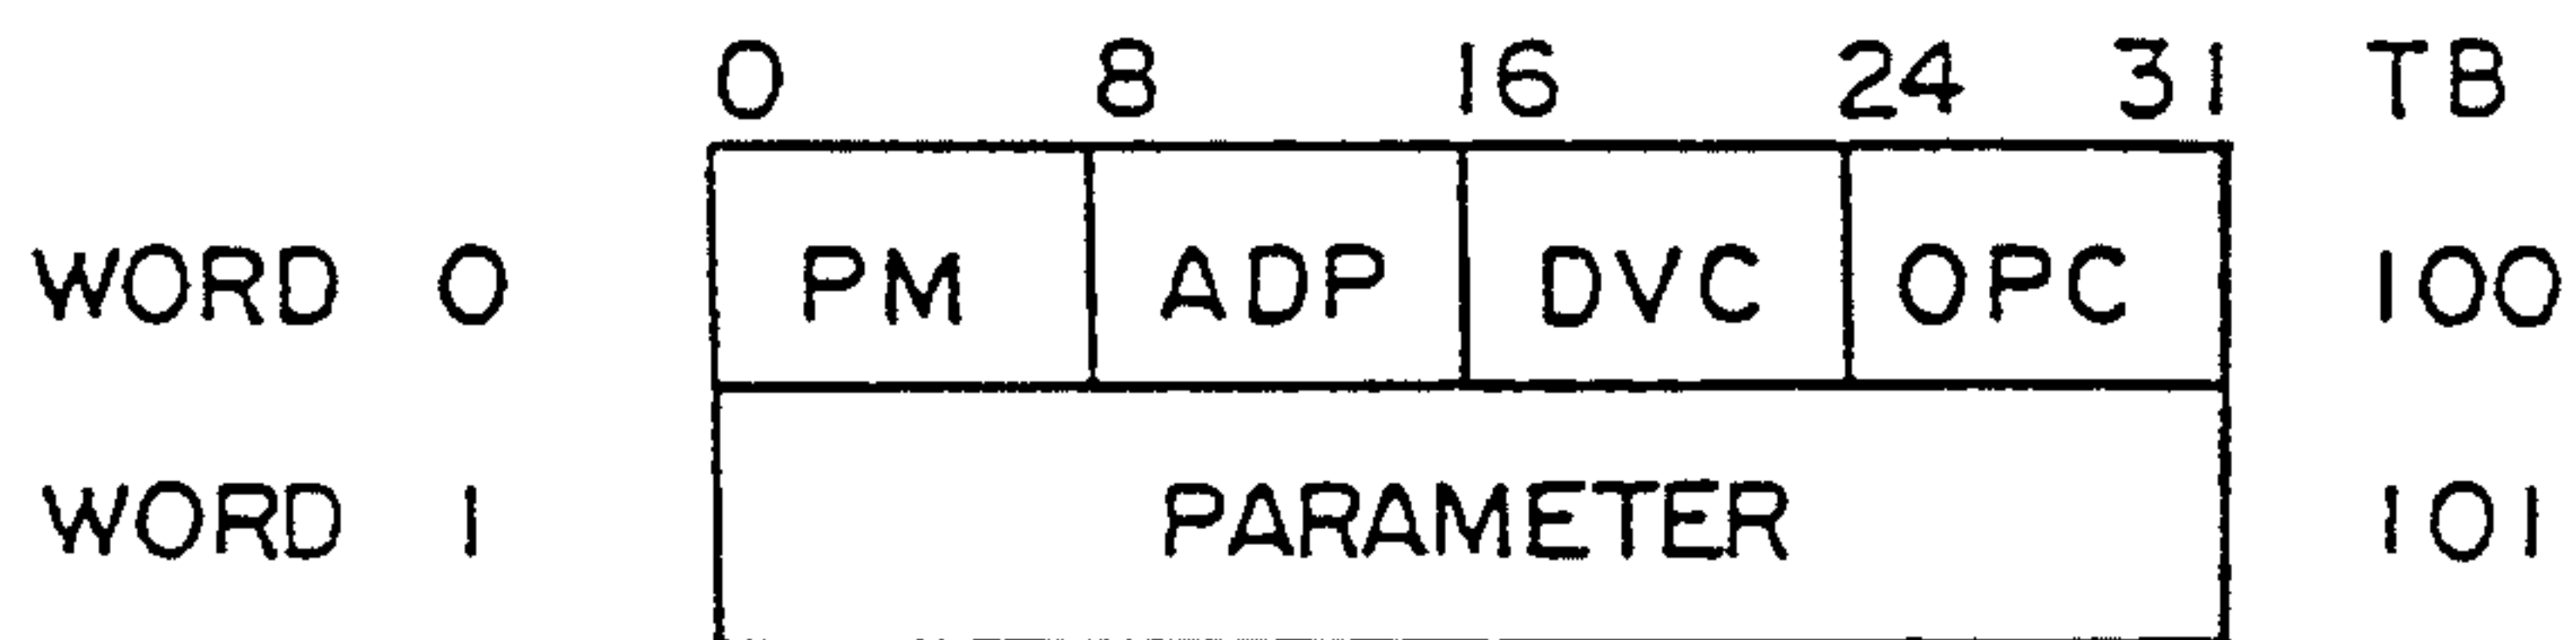 0 8 16 24 31 TB
WORD 0 PM ADP DVC OPC 100
WORD 1 PARAMETER 101